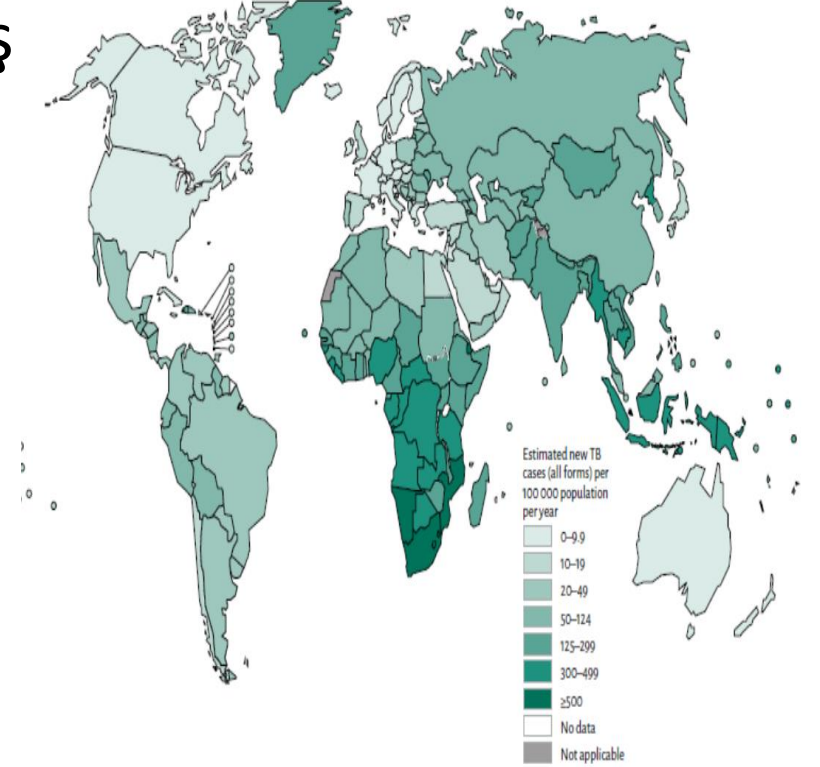 s
Estimated new TB
cases (all forms) per
100 000 population
per year
0–9.9
10–19
20–49
50–124
125–299
300–499
≥500
No data
Not applicable